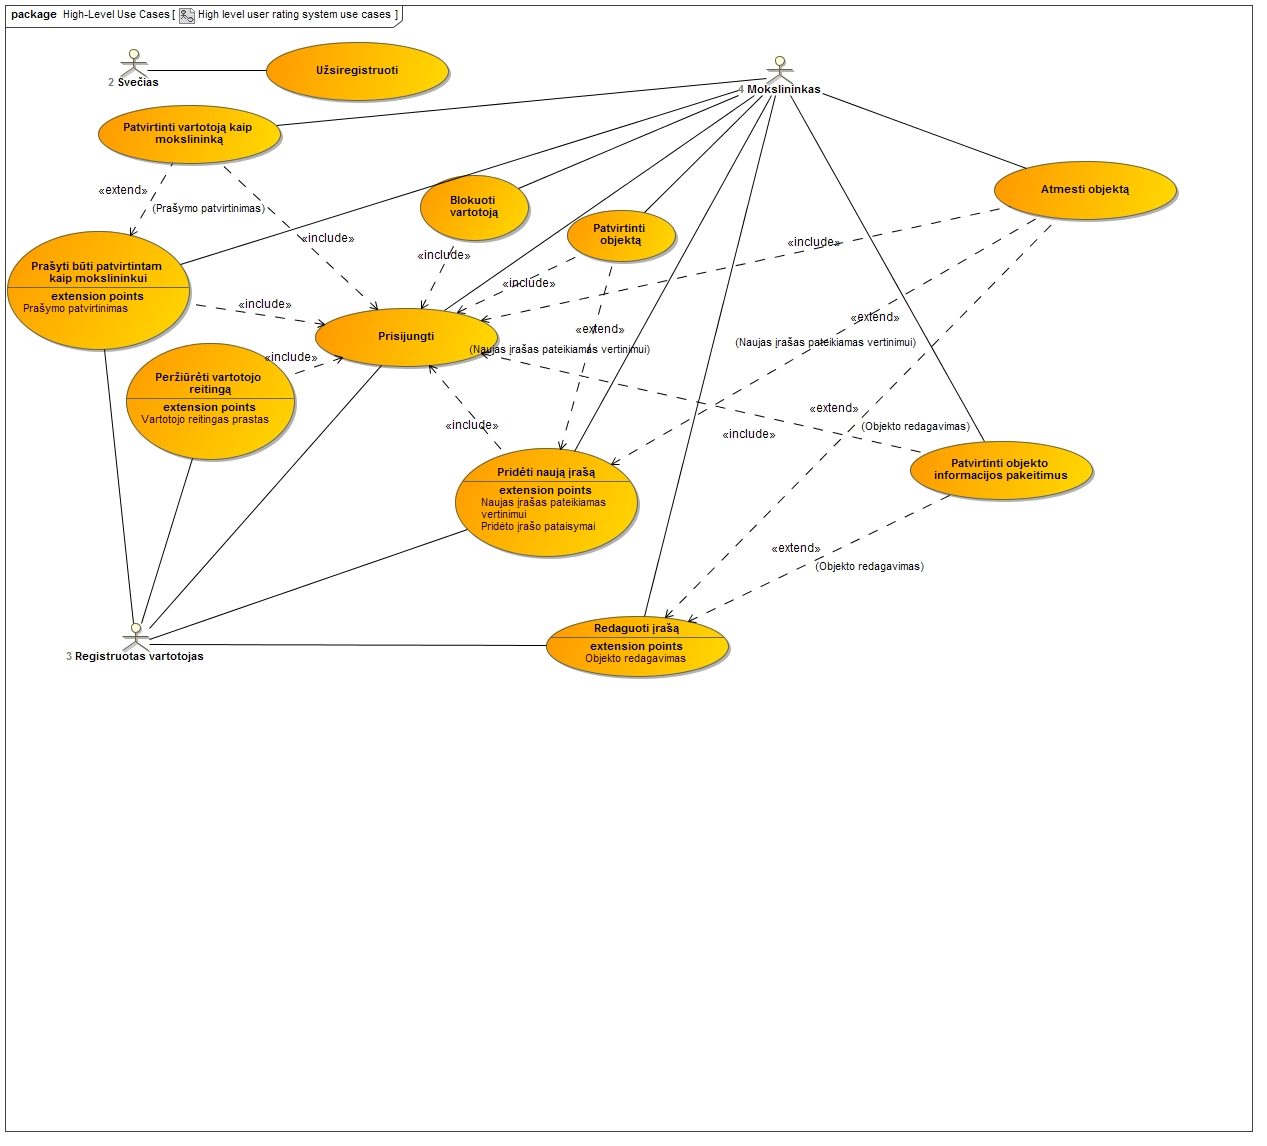 package High-Level Use Cases [ High level user rating system use cases ]
2 Švečias
Užsiregistruoti
4 Mokslininkas
Patvirtinti vartotoją kaip
mokslininką
«extend»
(Prašymo patvirtinimas)
«include»
Blokuoti
vartotoją
Patvirtinti
objektą
Atmesti objektą
«include»
«include»
«include»
Prašyti būti patvirtintam
kaip mokslininkui
extension points
Prašymo patvirtinimas
«include»
Prisijungti
«extend»
(Naujas įrašas pateikiamas vertinimui)
«extend»
(Naujas įrašas pateikiamas vertinimui)
«include»
Peržiūrėti vartotojo
reitingą
extension points
Vartotojo reitingas prastas
«include»
«include»
«extend»
(Objekto redagavimas)
Pridėti naują įrašą
extension points
Naujas įrašas pateikiamas
vertinimui
Pridėto įrašo pataisymai
Patvirtinti objekto
informacijos pakeitimus
«extend»
(Objekto redagavimas)
3 Registruotas vartotojas
Redaguoti įrašą
extension points
Objekto redagavimas